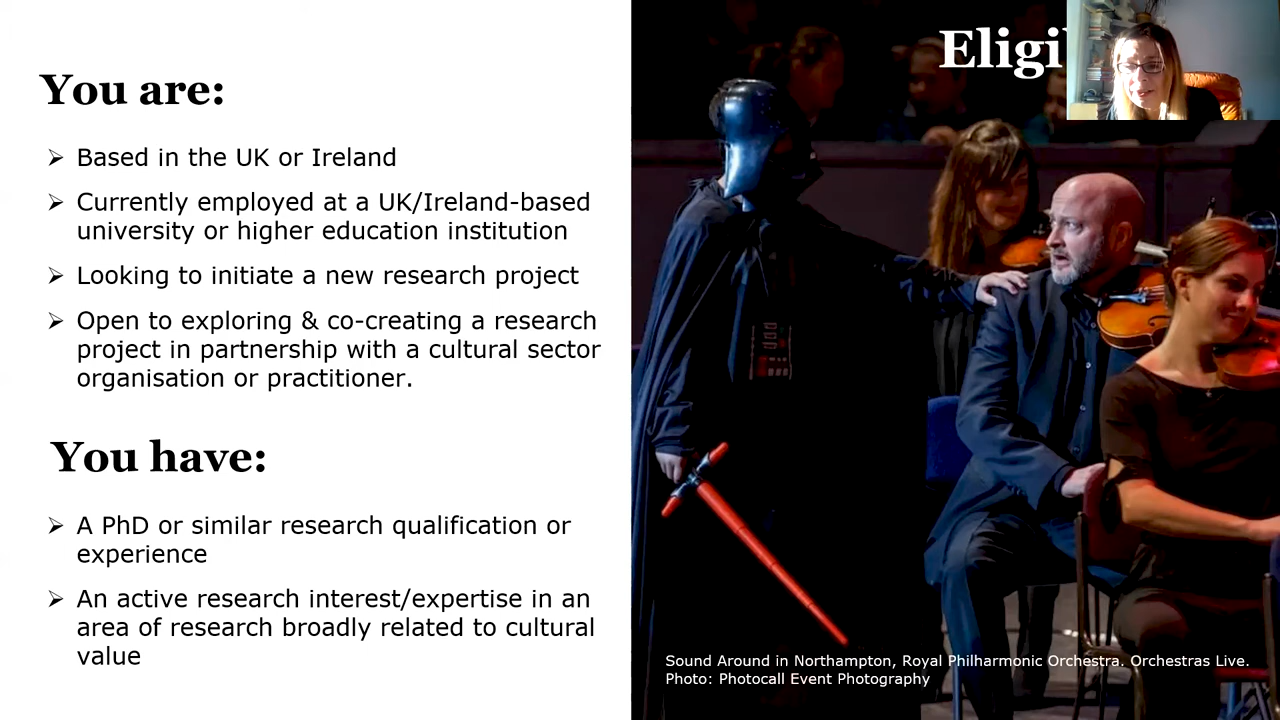 You are:
➢ Based in the UK or Ireland
➢ Currently employed at a UK/Ireland-based
university or higher education institution
➢ Looking to initiate a new research project
➢ Open to exploring & co-creating a research
project in partnership with a cultural sector
organisation or practitioner.
You have:
➢ A PhD or similar research qualification or
experience
➢ An active research interest/expertise in an
area of research broadly related to cultural
value
Sound Around in Northampton, Royal Philharmonic Orchestra. Orchestras Live.
Photo: Photocall Event Photography